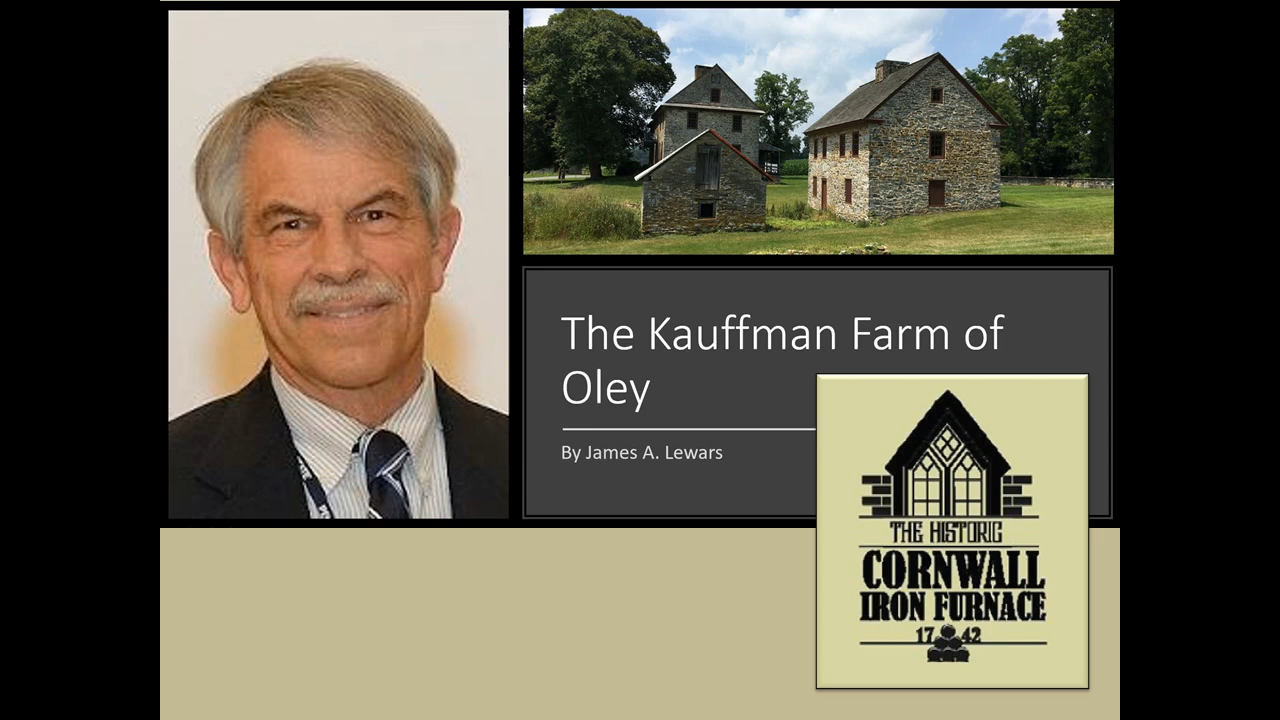 The Kauffman Farm of
Oley
By James A. Lewars
THE HISTORIC
CORNWALL
IRON FURNACE
17 42